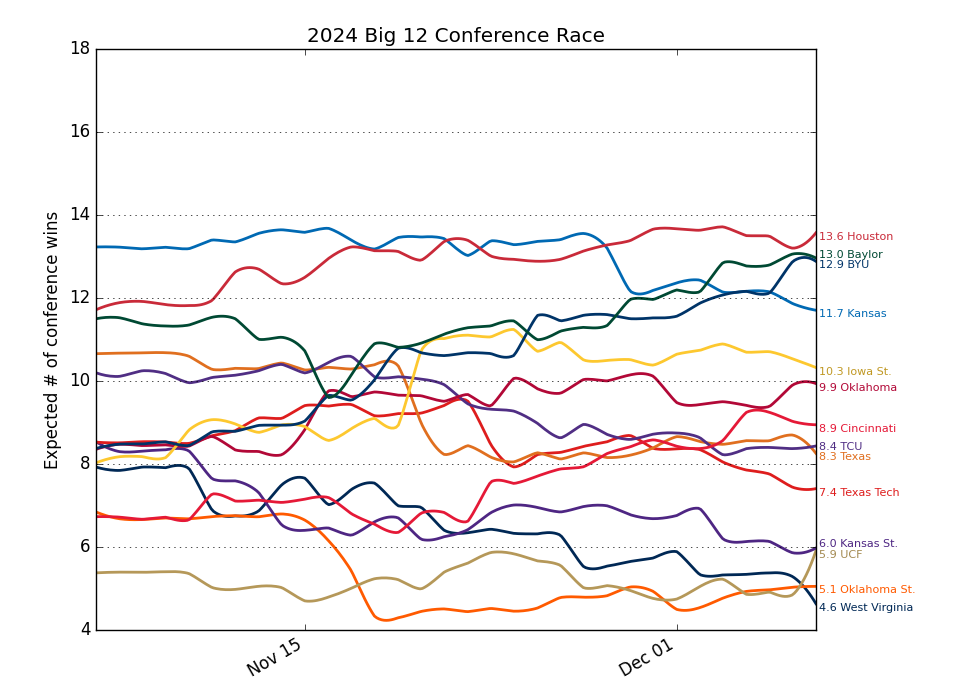 2024 Big 12 Conference Race
Expected # of conference wins
18
16
14
12
10
8
6
4
Nov 15
Dec 01
13.6 Houston
13.0 Baylor
12.9 BYU
11.7 Kansas
10.3 Iowa St.
9.9 Oklahoma
8.9 Cincinnati
8.4 TCU
8.3 Texas
7.4 Texas Tech
6.0 Kansas St.
5.9 UCF
5.1 Oklahoma St.
4.6 West Virginia